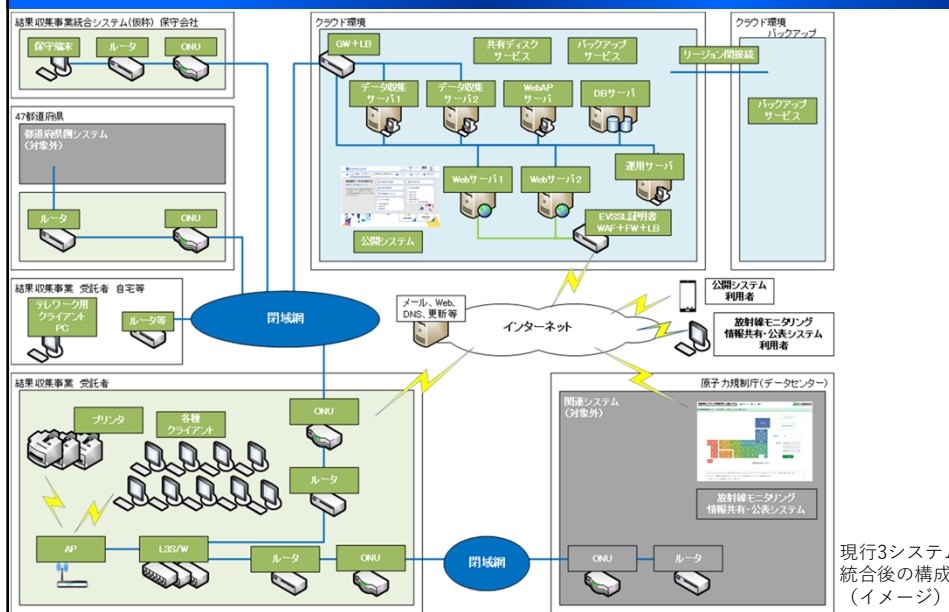 結果収集事業統合システム(仮称) 保守会社
保守端末
ルータ
ONU
47都道府県
都道府県側システム
(対象外)
ルータ
ONU
結果収集事業 受託者 自宅等
テレワーク用
クライアント
PC
ルータ等
閉域網
クラウド環境
GW+LB
共有ディスク
サービス
バックアップ
サービス
データ収集
サーバ1
データ収集
サーバ2
WebAP
サーバ
DBサーバ
Webサーバ1
Webサーバ2
運用サーバ
公開システム
EVSSL証明書
WAF+FW+LB
リージョン間接続
クラウド環境
バックアップ
バックアップ
サービス
メール、Web、
DNS、更新等
インターネット
公開システム
利用者
放射線モニタリング
情報共有・公表システム
利用者
結果収集事業 受託者
プリンタ
各種
クライアント
ONU
ルータ
AP
L3S/W
ルータ
ONU
閉域網
原子力規制庁(データセンター)
関連システム
(対象外)
放射線モニタリング
情報共有・公表システム
ONU
ルータ
現行3システム
統合後の構成
(イメージ)